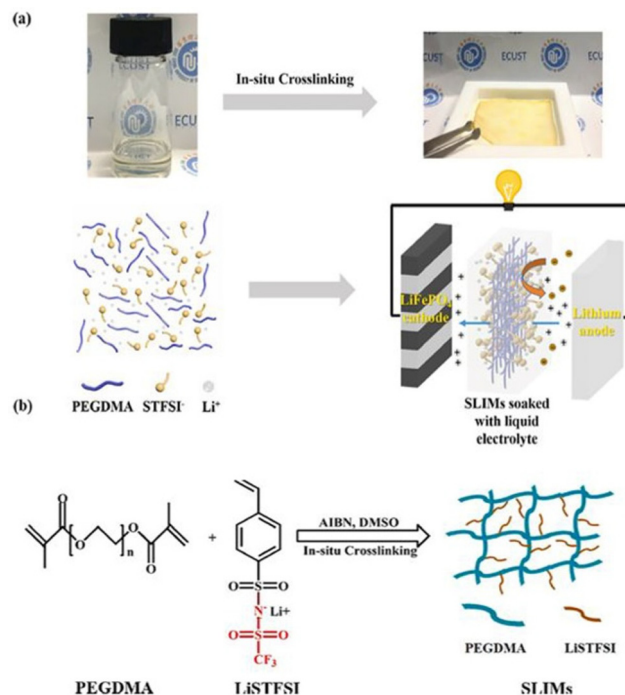 (a)
ECUST
In-situ Crosslinking
ECUST
ECUST
LiFePO4
cathode
Lithium
anode
PEGDMA
STFSI-
Li+
SLIMs soaked
with liquid
electrolyte
(b)
O
O
O
n
O
+
O=S=O
N-
Li+
O=S=O
CF3
AIBN, DMSO
In-situ Crosslinking
PEGDMA
LiSTFSI
PEGDMA
LiSTFSI
SLIMs